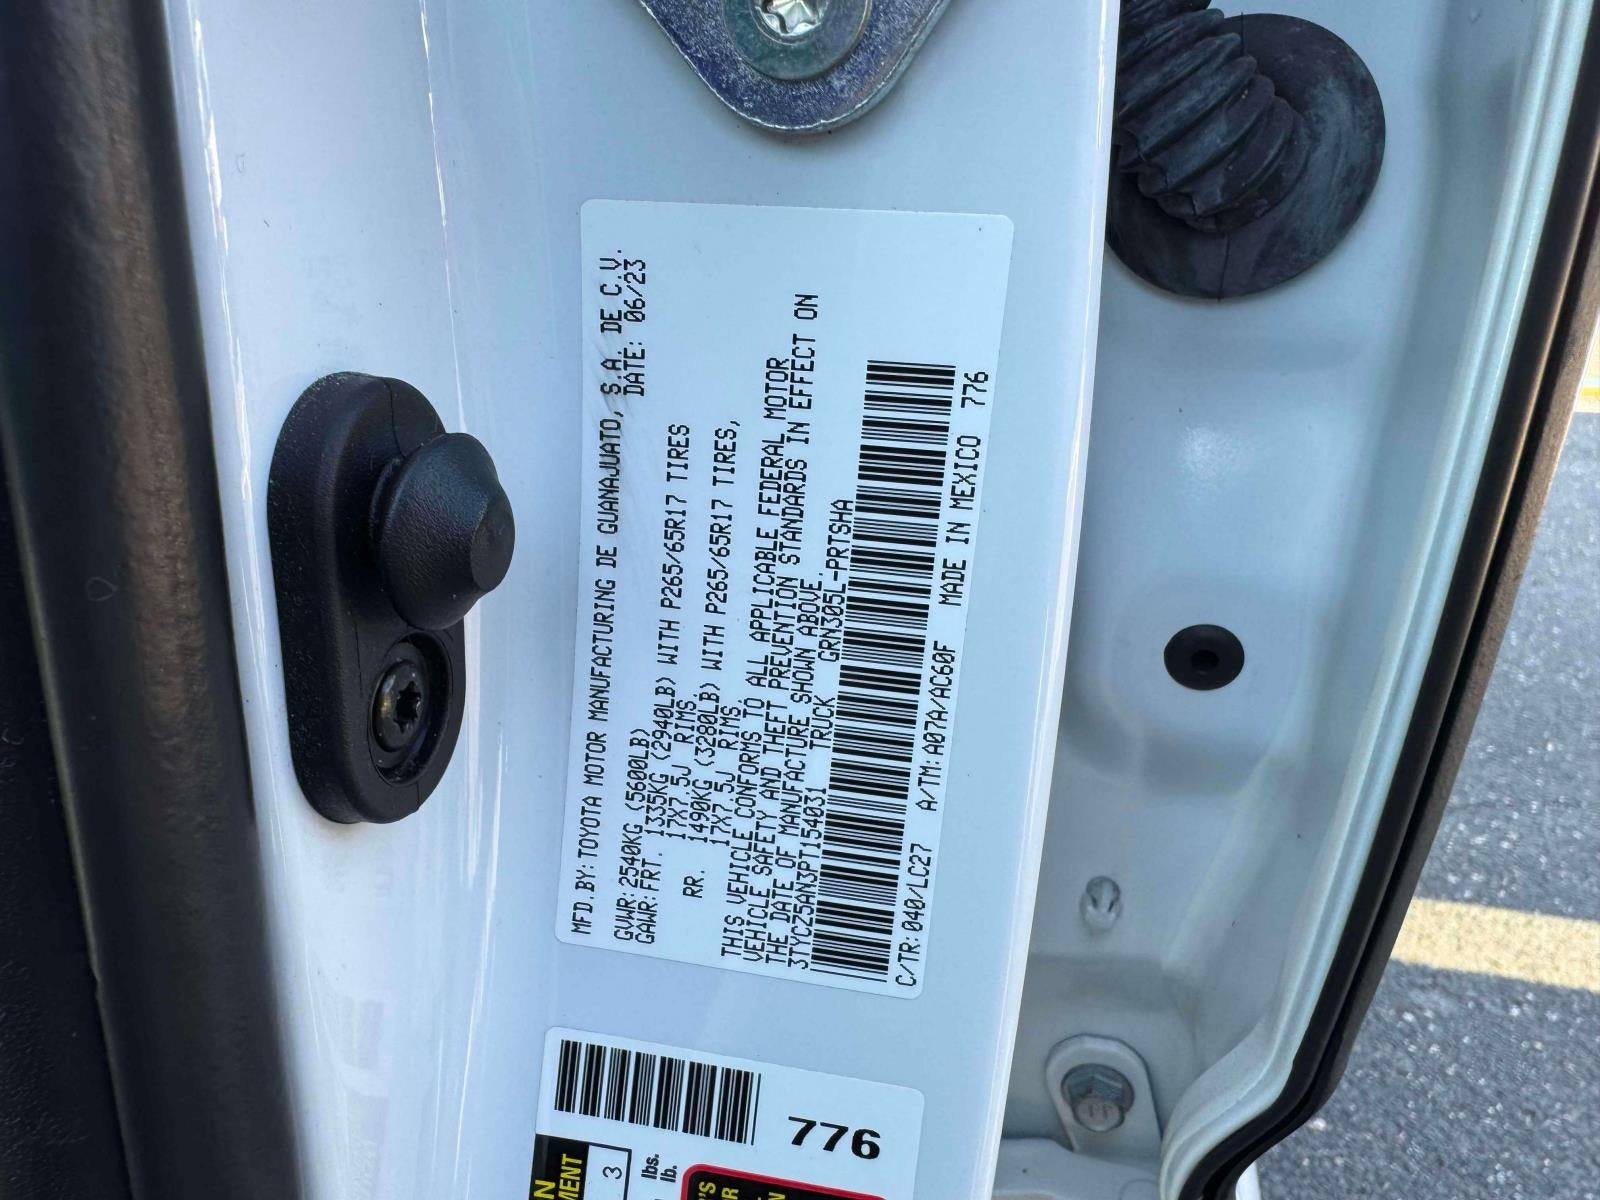 MFD.BY: TOYOTA MOTOR MANUFACTURING DE GUANAJUATO, S.A. DE C.V.
DATE: 06/23
GVWR: 2540KG (5600LB)
GAWR: FRT. 1335KG (2940LB) WITH P265/65R17 TIRES
17X7.5J RIMS.
RR. 1490KG (3280LB) WITH P265/65R17 TIRES,
17X7.5J RIMS.
THIS VEHICLE CONFORMS TO ALL APPLICABLE FEDERAL MOTOR
VEHICLE SAFETY AND THEFT PREVENTION STANDARDS IN EFFECT ON
THE DATE OF MANUFACTURE SHOWN ABOVE.
3TYCZ5AN3PT154031 TRUCK GRN305L-PRTSHA
C/TR: 040/LC27 A/TM: A07A/AC60F MADE IN MEXICO 776
776
3
lbs.
lb.